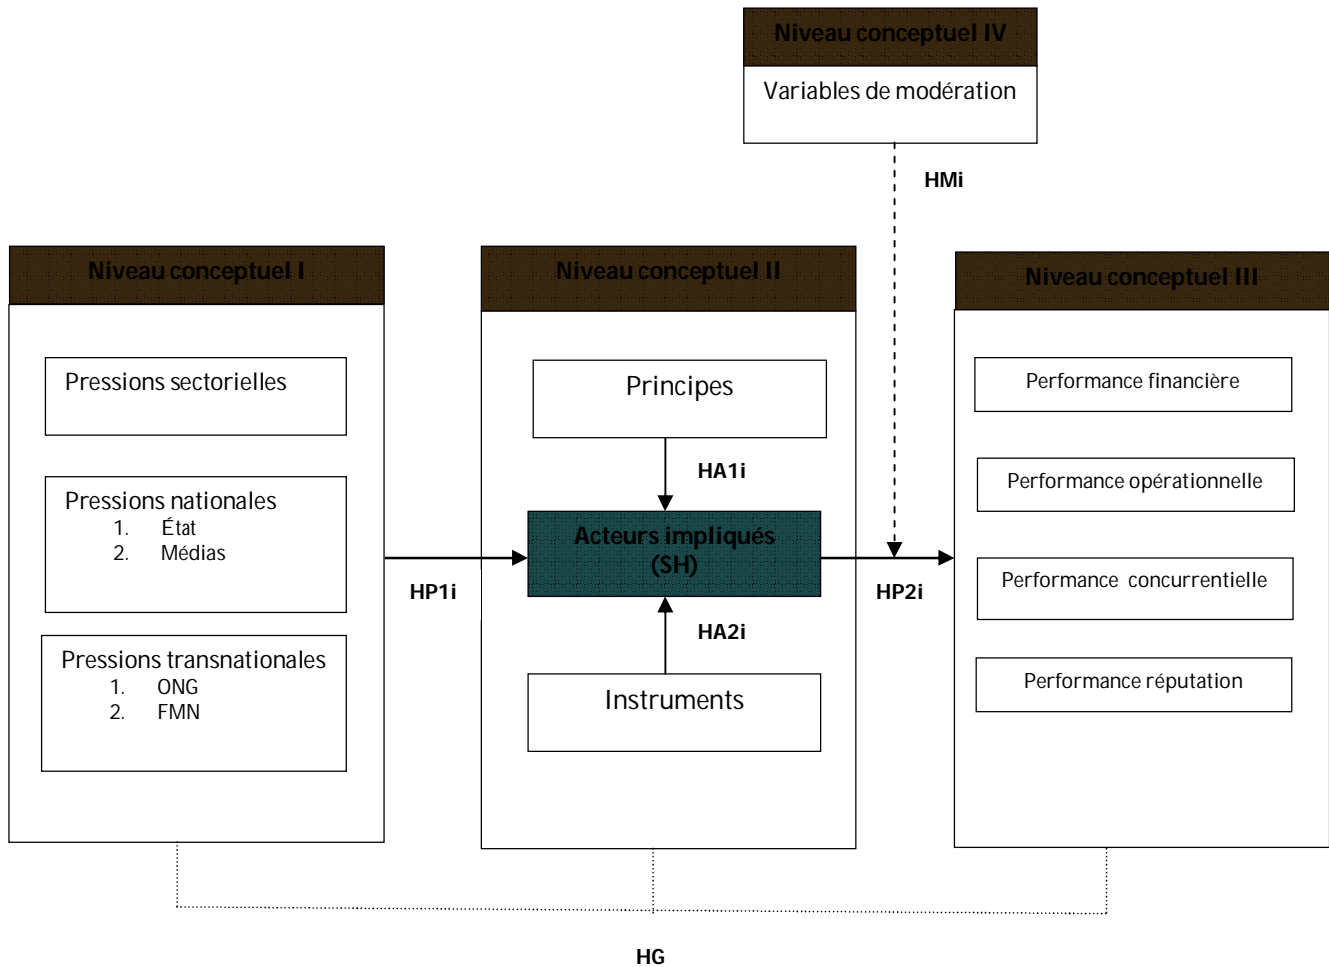 Niveau conceptuel IV
Variables de modération
HMi
Niveau conceptuel I
Pressions sectorielles
Pressions nationales
1. État
2. Médias
Pressions transnationales
1. ONG
2. FMN
HP1i
Niveau conceptuel II
Principes
HA1i
Acteurs impliqués
(SH)
HA2i
Instruments
HP2i
Niveau conceptuel III
Performance financière
Performance opérationnelle
Performance concurrentielle
Performance réputation
HG